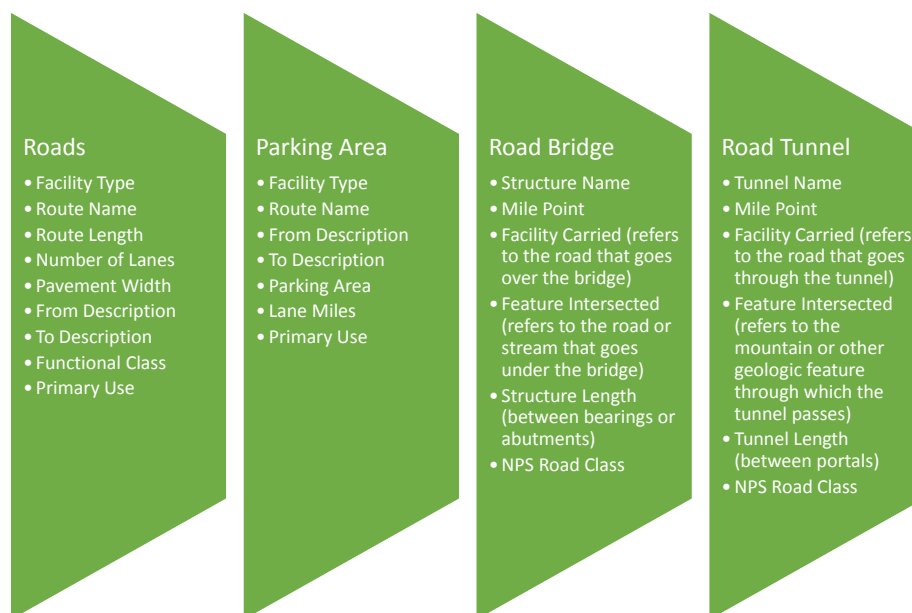 Roads
• Facility Type
• Route Name
• Route Length
• Number of Lanes
• Pavement Width
• From Description
• To Description
• Functional Class
• Primary Use
Parking Area
• Facility Type
• Route Name
• From Description
• To Description
• Parking Area
• Lane Miles
• Primary Use
Road Bridge
• Structure Name
• Mile Point
• Facility Carried (refers
to the road that goes
over the bridge)
• Feature Intersected
(refers to the road or
stream that goes
under the bridge)
• Structure Length
(between bearings or
abutments)
• NPS Road Class
Road Tunnel
• Tunnel Name
• Mile Point
• Facility Carried (refers
to the road that goes
through the tunnel)
• Feature Intersected
(refers to the
mountain or other
geologic feature
through which the
tunnel passes)
• Tunnel Length
(between portals)
• NPS Road Class